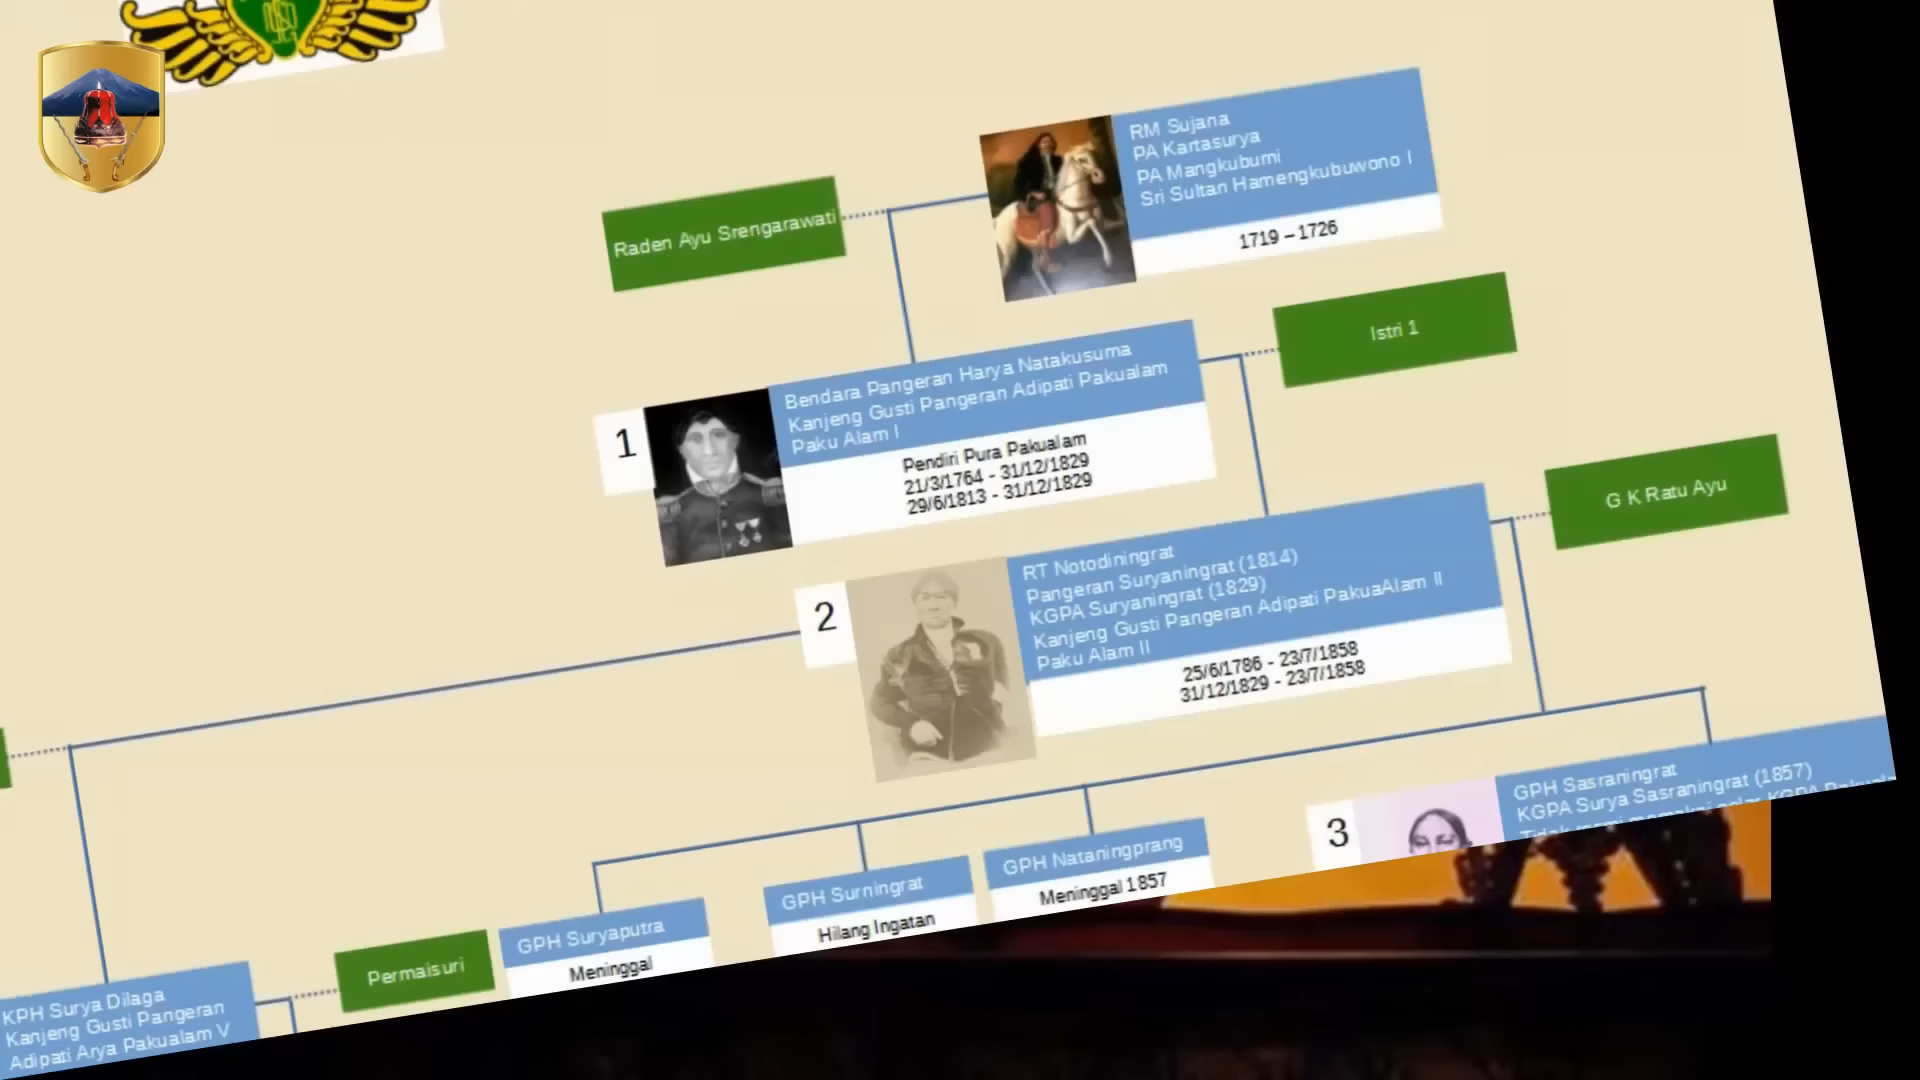 RM Sujana
PA Kartasurya
PA Mangkubumi
Sri Sultan Hamengkubuwono I
1719 – 1726
Raden Ayu Srengarawati
Istri 1
1
Bendara Pangeran Harya Natakusuma
Kanjeng Gusti Pangeran Adipati Pakualam
Paku Alam I
Pendiri Pura Pakualam
21/3/1764 - 31/12/1829
29/6/1813 - 31/12/1829
G K Ratu Ayu
2
RT Notodiningrat
Pangeran Suryaningrat (1814)
KGPA Suryaningrat (1829)
Kanjeng Gusti Pangeran Adipati PakuaAlam II
Paku Alam II
25/6/1786 - 23/7/1858
31/12/1829 - 23/7/1858
3
GPH Sasraningrat
KGPA Surya Sasraningrat (1857)
Tidak resmi memakai gelar KGPA
GPH Nataningprang
Meninggal 1857
GPH Surningrat
Hilang Ingatan
GPH Suryaputra
Meninggal
Permaisuri
KPH Surya Dilaga
Kanjeng Gusti Pangeran
Adipati Arya Pakualam V